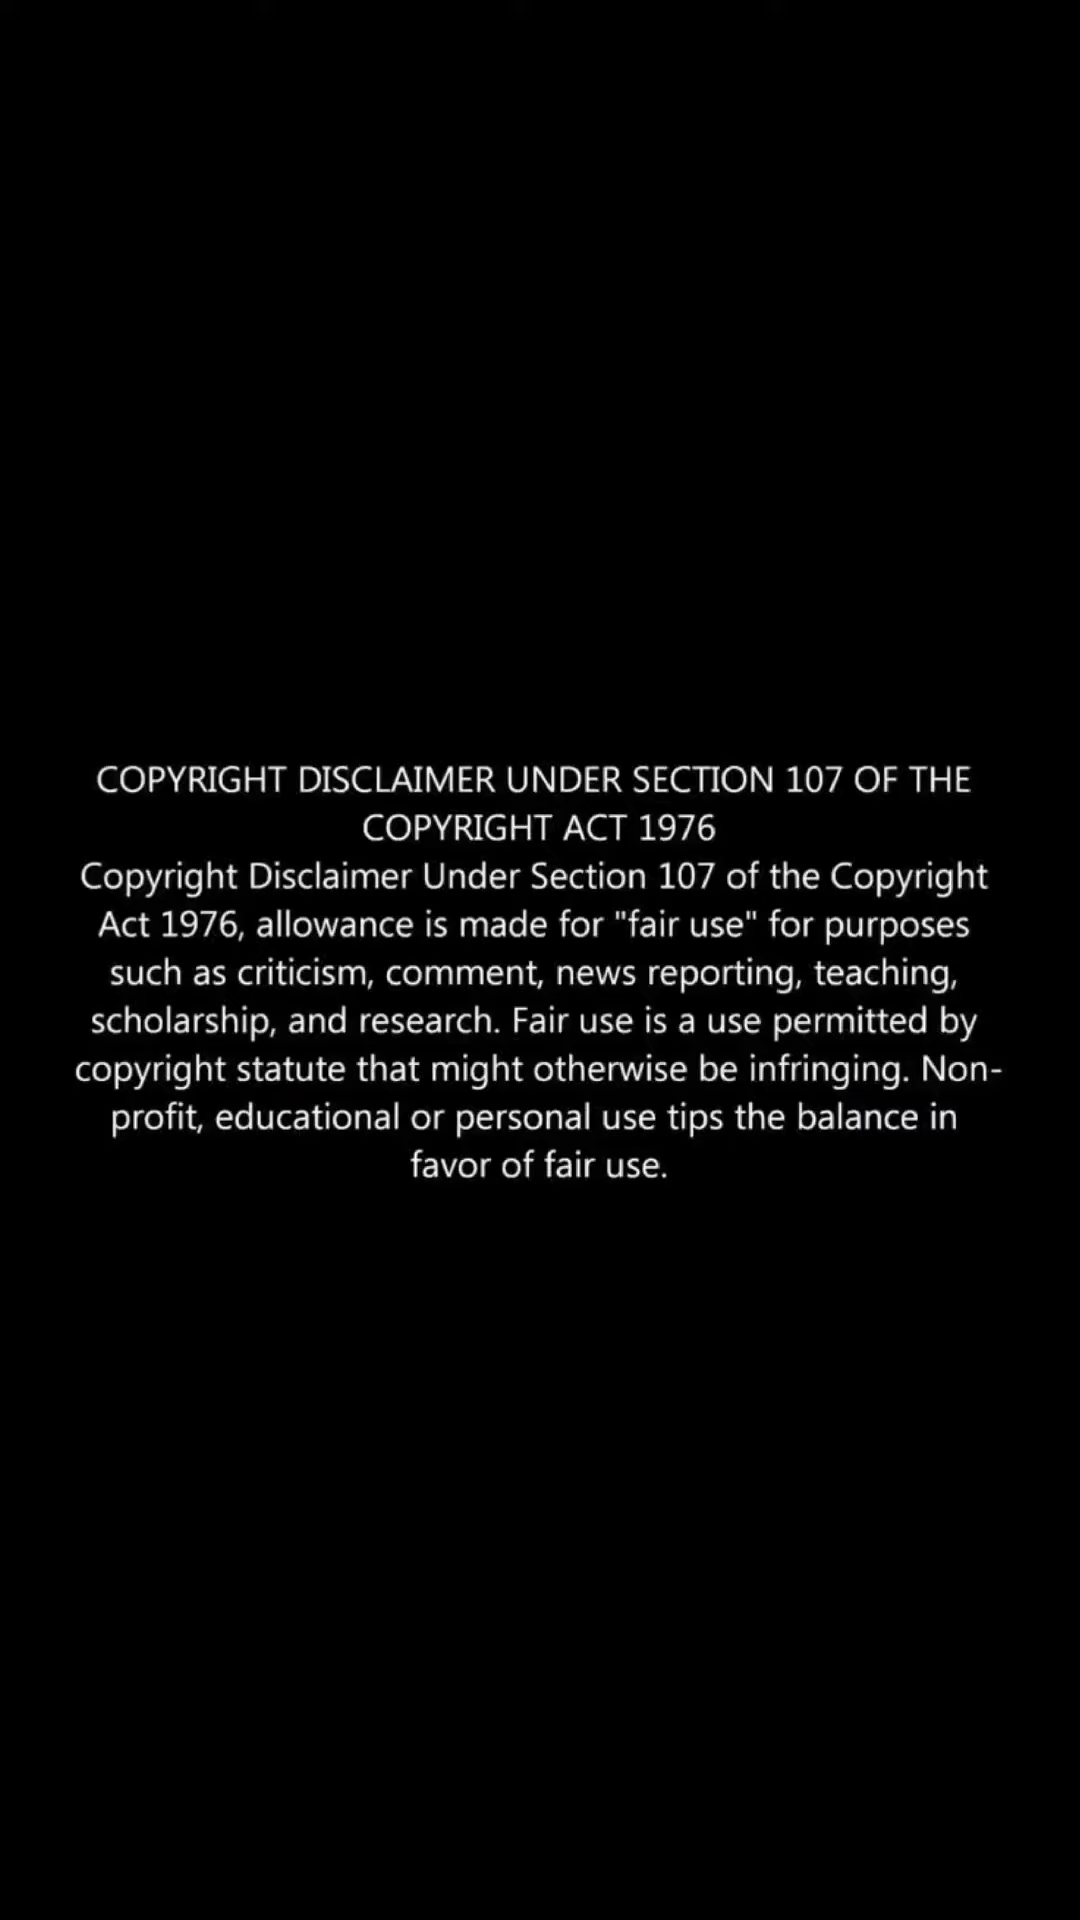 COPYRIGHT DISCLAIMER UNDER SECTION 107 OF THE
COPYRIGHT ACT 1976
Copyright Disclaimer Under Section 107 of the Copyright
Act 1976, allowance is made for "fair use" for purposes
such as criticism, comment, news reporting, teaching,
scholarship, and research. Fair use is a use permitted by
copyright statute that might otherwise be infringing. Non-
profit, educational or personal use tips the balance in
favor of fair use.